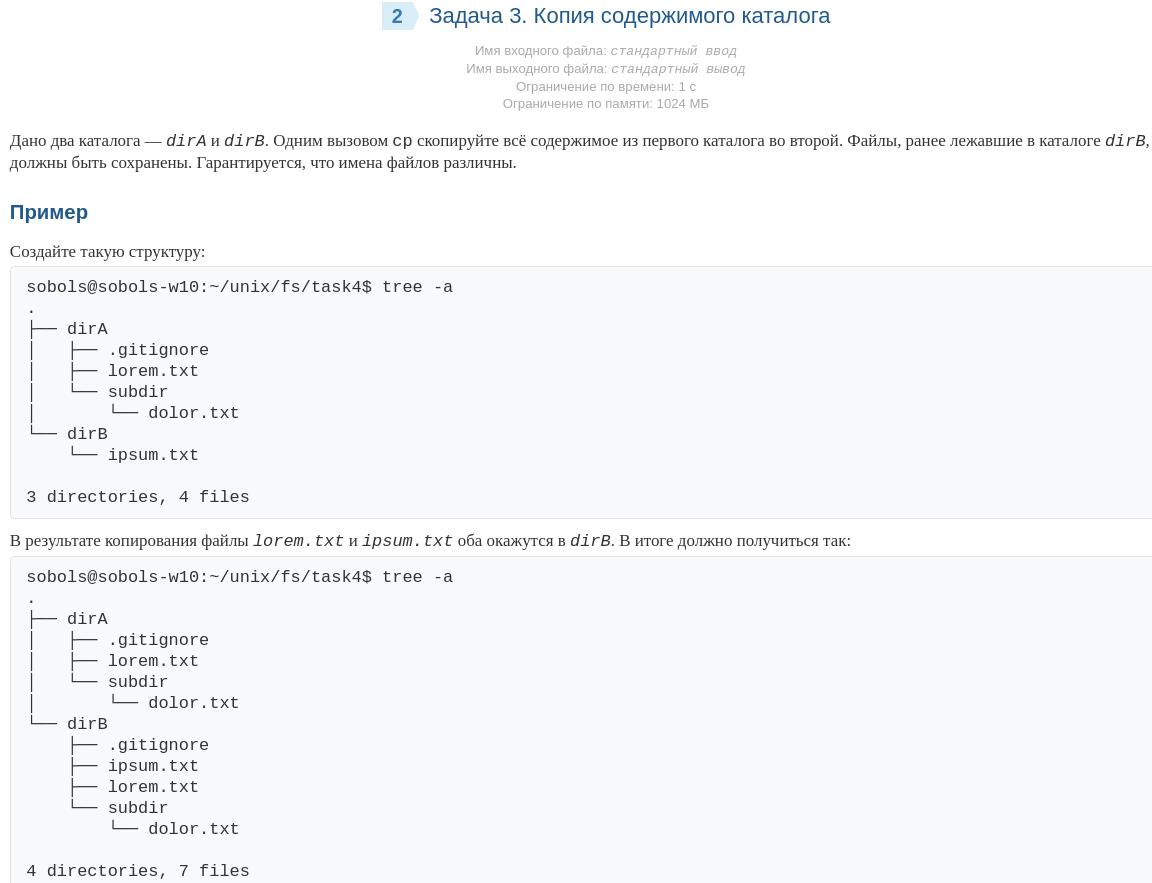 2 Задача 3. Копия содержимого каталога
Имя входного файла: стандартный ввод
Имя выходного файла: стандартный вывод
Ограничение по времени: 1 с
Ограничение по памяти: 1024 МБ
Дано два каталога — dirA и dirB. Одним вызовом cp скопируйте всё содержимое из первого каталога во второй. Файлы, ранее лежавшие в каталоге dirB,
должны быть сохранены. Гарантируется, что имена файлов различны.
Пример
Создайте такую структуру:
sobols@sobols-w10:~/unix/fs/task4$ tree -a
.
├── dirA
│   ├── .gitignore
│   ├── lorem.txt
│   └── subdir
│       └── dolor.txt
└── dirB
    └── ipsum.txt
3 directories, 4 files
В результате копирования файлы lorem.txt и ipsum.txt оба окажутся в dirB. В итоге должно получиться так:
sobols@sobols-w10:~/unix/fs/task4$ tree -a
.
├── dirA
│   ├── .gitignore
│   ├── lorem.txt
│   └── subdir
│       └── dolor.txt
└── dirB
    ├── .gitignore
    ├── ipsum.txt
    ├── lorem.txt
    └── subdir
        └── dolor.txt
4 directories, 7 files